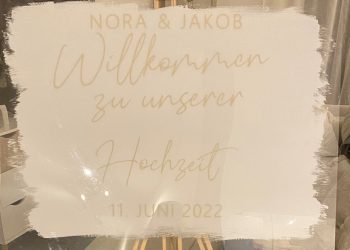 NORA & JAKOB
Willkommen
zu unserer
Hochzeit
11. JUNI 2022